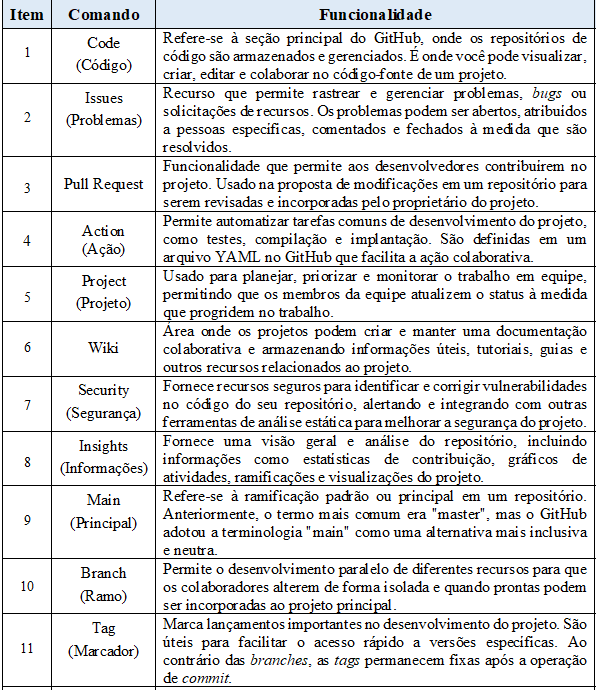 Item Comando Funcionalidade
1 Code (Código) Refere-se à seção principal do GitHub, onde os repositórios de
código são armazenados e gerenciados. É onde você pode visualizar,
criar, editar e colaborar no código-fonte de um projeto.
2 Issues (Problemas) Recurso que permite rastrear e gerenciar problemas, bugs ou
solicitações de recursos. Os problemas podem ser abertos, atribuídos
a pessoas específicas, comentados e fechados à medida que são
resolvidos.
3 Pull Request Funcionalidade que permite aos desenvolvedores contribuírem no
projeto. Usado na proposta de modificações em um repositório para
serem revisadas e incorporadas pelo proprietário do projeto.
4 Action (Ação) Permite automatizar tarefas comuns de desenvolvimento do projeto,
como testes, compilação e implantação. São definidas em um
arquivo YAML no GitHub que facilita a ação colaborativa.
5 Project (Projeto) Usado para planejar, priorizar e monitorar o trabalho em equipe,
permitindo que os membros da equipe atualizem o status à medida
que progridem no trabalho.
6 Wiki Área onde os projetos podem criar e manter uma documentação
colaborativa e armazenando informações úteis, tutoriais, guias e
outros recursos relacionados ao projeto.
7 Security (Segurança) Fornece recursos seguros para identificar e corrigir vulnerabilidades
no código do seu repositório, alertando e integrando com outras
ferramentas de análise estática para melhorar a segurança do projeto.
8 Insights (Informações) Fornece uma visão geral e análise do repositório, incluindo
informações como estatísticas de contribuição, gráficos de
atividades, ramificações e visualizações do projeto.
9 Main (Principal) Refere-se à ramificação padrão ou principal em um repositório.
Anteriormente, o termo mais comum era "master", mas o GitHub
adotou a terminologia "main" como uma alternativa mais inclusiva
e neutra.
10 Branch (Ramo) Permite o desenvolvimento paralelo de diferentes recursos para que
os colaboradores alterem de forma isolada e quando prontas podem
ser incorporadas ao projeto principal.
11 Tag (Marcador) Marca lançamentos importantes no desenvolvimento do projeto. São
úteis para facilitar o acesso rápido a versões específicas. Ao
contrário das branches, as tags permanecem fixas após a operação
de commit.